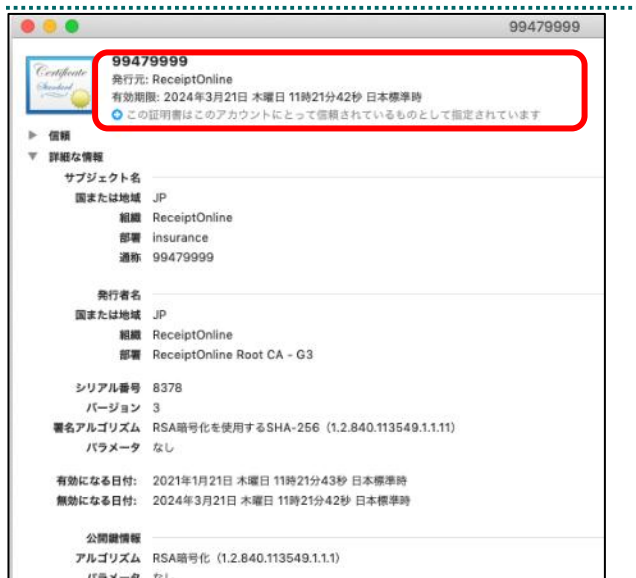 99479999
Certificate
Standard
99479999
発行元: ReceiptOnline
有効期限: 2024年3月21日 木曜日 11時21分42秒 日本標準時
この証明書はこのアカウントにとって信頼されているものとして指定されています
信頼
詳細な情報
サブジェクト名
国または地域 JP
組織 ReceiptOnline
部署 insurance
通称 99479999
発行者名
国または地域 JP
組織 ReceiptOnline
部署 ReceiptOnline Root CA - G3
シリアル番号 8378
バージョン 3
署名アルゴリズム RSA暗号化を使用するSHA-256（1.2.840.113549.1.1.11）
パラメータ なし
有効になる日付: 2021年1月21日 木曜日 11時21分43秒 日本標準時
無効になる日付: 2024年3月21日 木曜日 11時21分42秒 日本標準時
公開鍵情報
アルゴリズム RSA暗号化（1.2.840.113549.1.1.1）
パラメータ なし